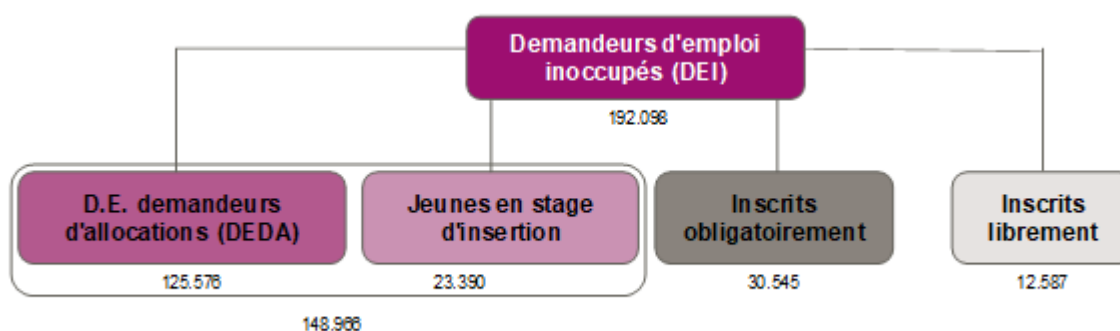 Demandeurs d'emploi
inoccupés (DEI)
192.098
D.E. demandeurs
d'allocations (DEDA)
125.576
Jeunes en stage
d'insertion
23.390
Inscrits
obligatoirement
30.545
Inscrits
librement
12.587
148.966